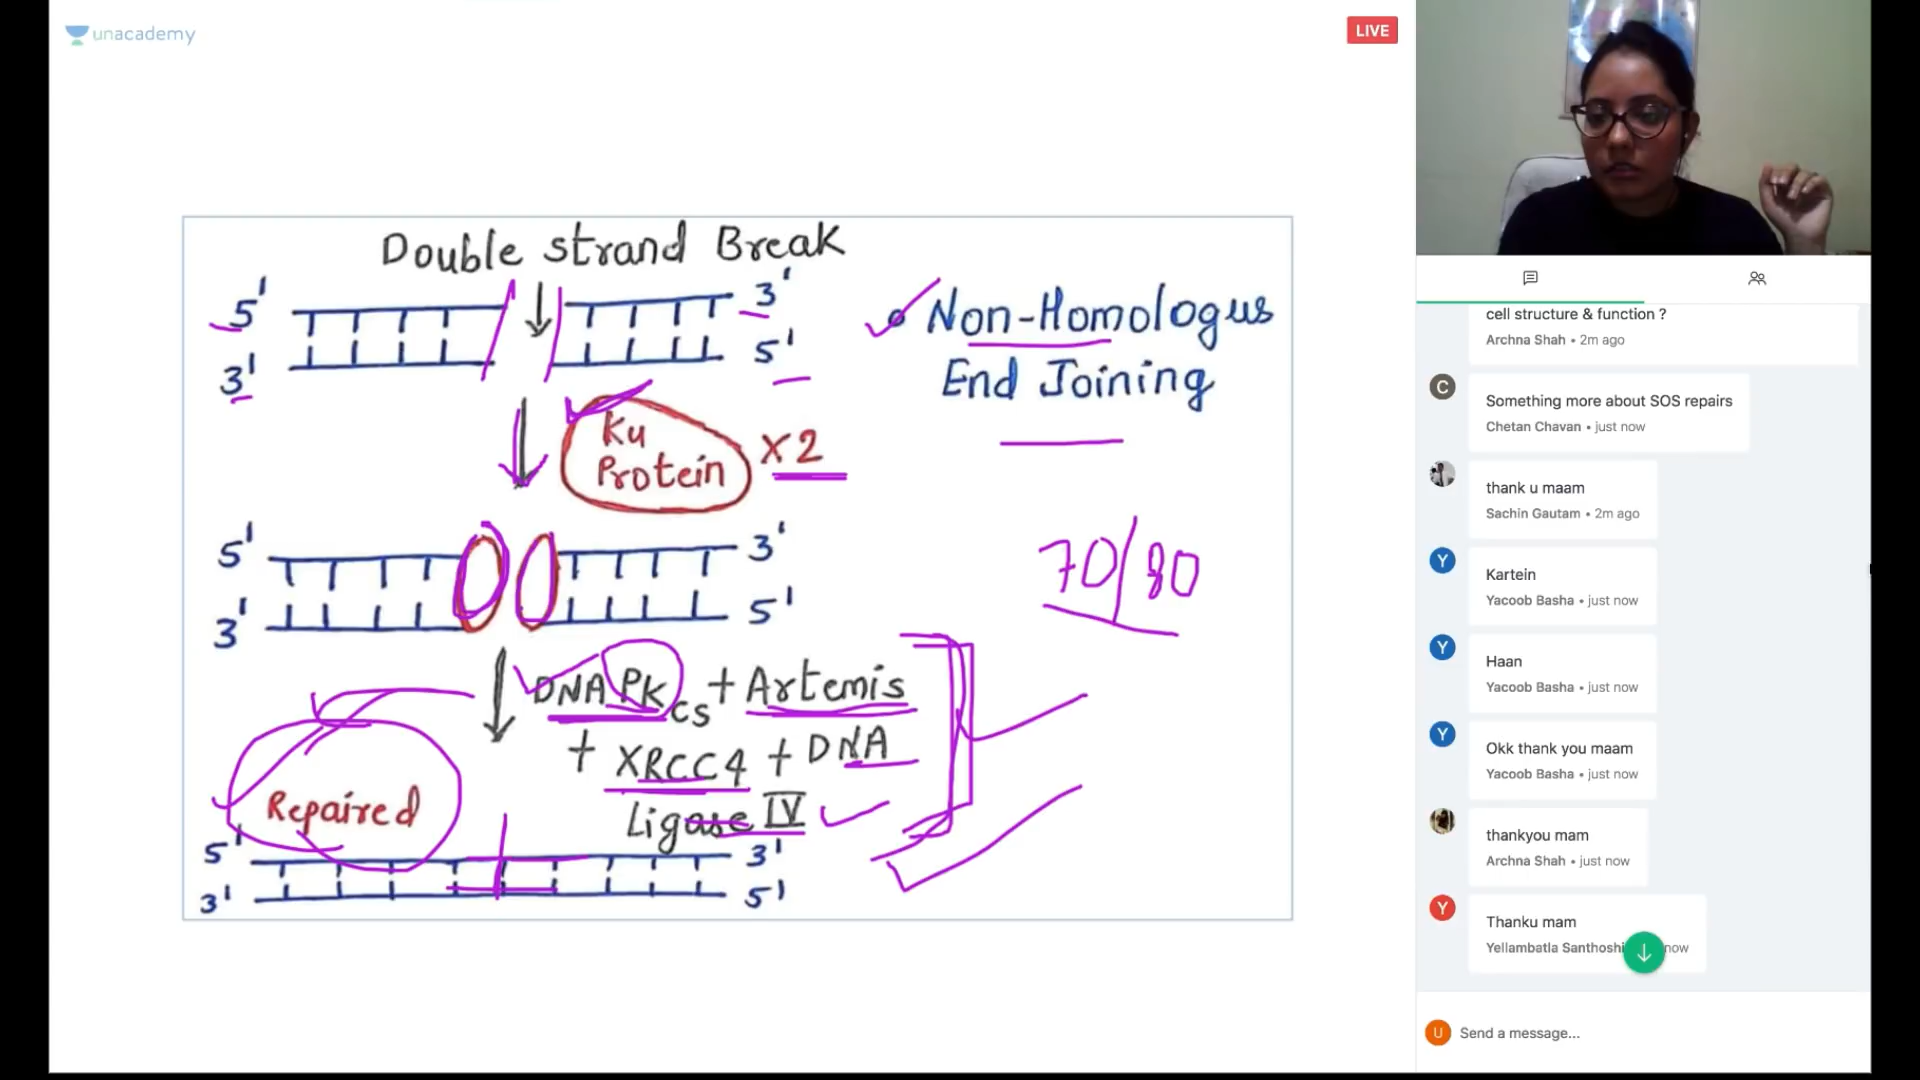 unacademy
LIVE
Double strand Break
5' 3'
3' 5'
Non-Homologus
End Joining
Ku
Protein X2
5' 3'
3' 5'
70/80
DNA PKcs + Artemis
+ XRCC4 + DNA
Ligase IV
Repaired
5' 3'
3' 5'
cell structure & function ?
Archna Shah • 2m ago
C
Something more about SOS repairs
Chetan Chavan • just now
thank u maam
Sachin Gautam • 2m ago
Y
Kartein
Yacoob Basha • just now
Y
Haan
Yacoob Basha • just now
Y
Okk thank you maam
Yacoob Basha • just now
thankyou mam
Archna Shah • just now
Y
Thanku mam
Yellambatla Santhoshi now
U
Send a message...